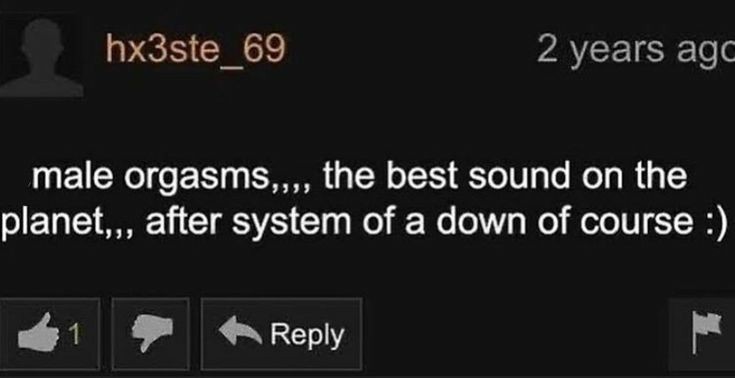 hx3ste_69 2 years ago
male orgasms,,,, the best sound on the
planet,,, after system of a down of course :)
1 Reply